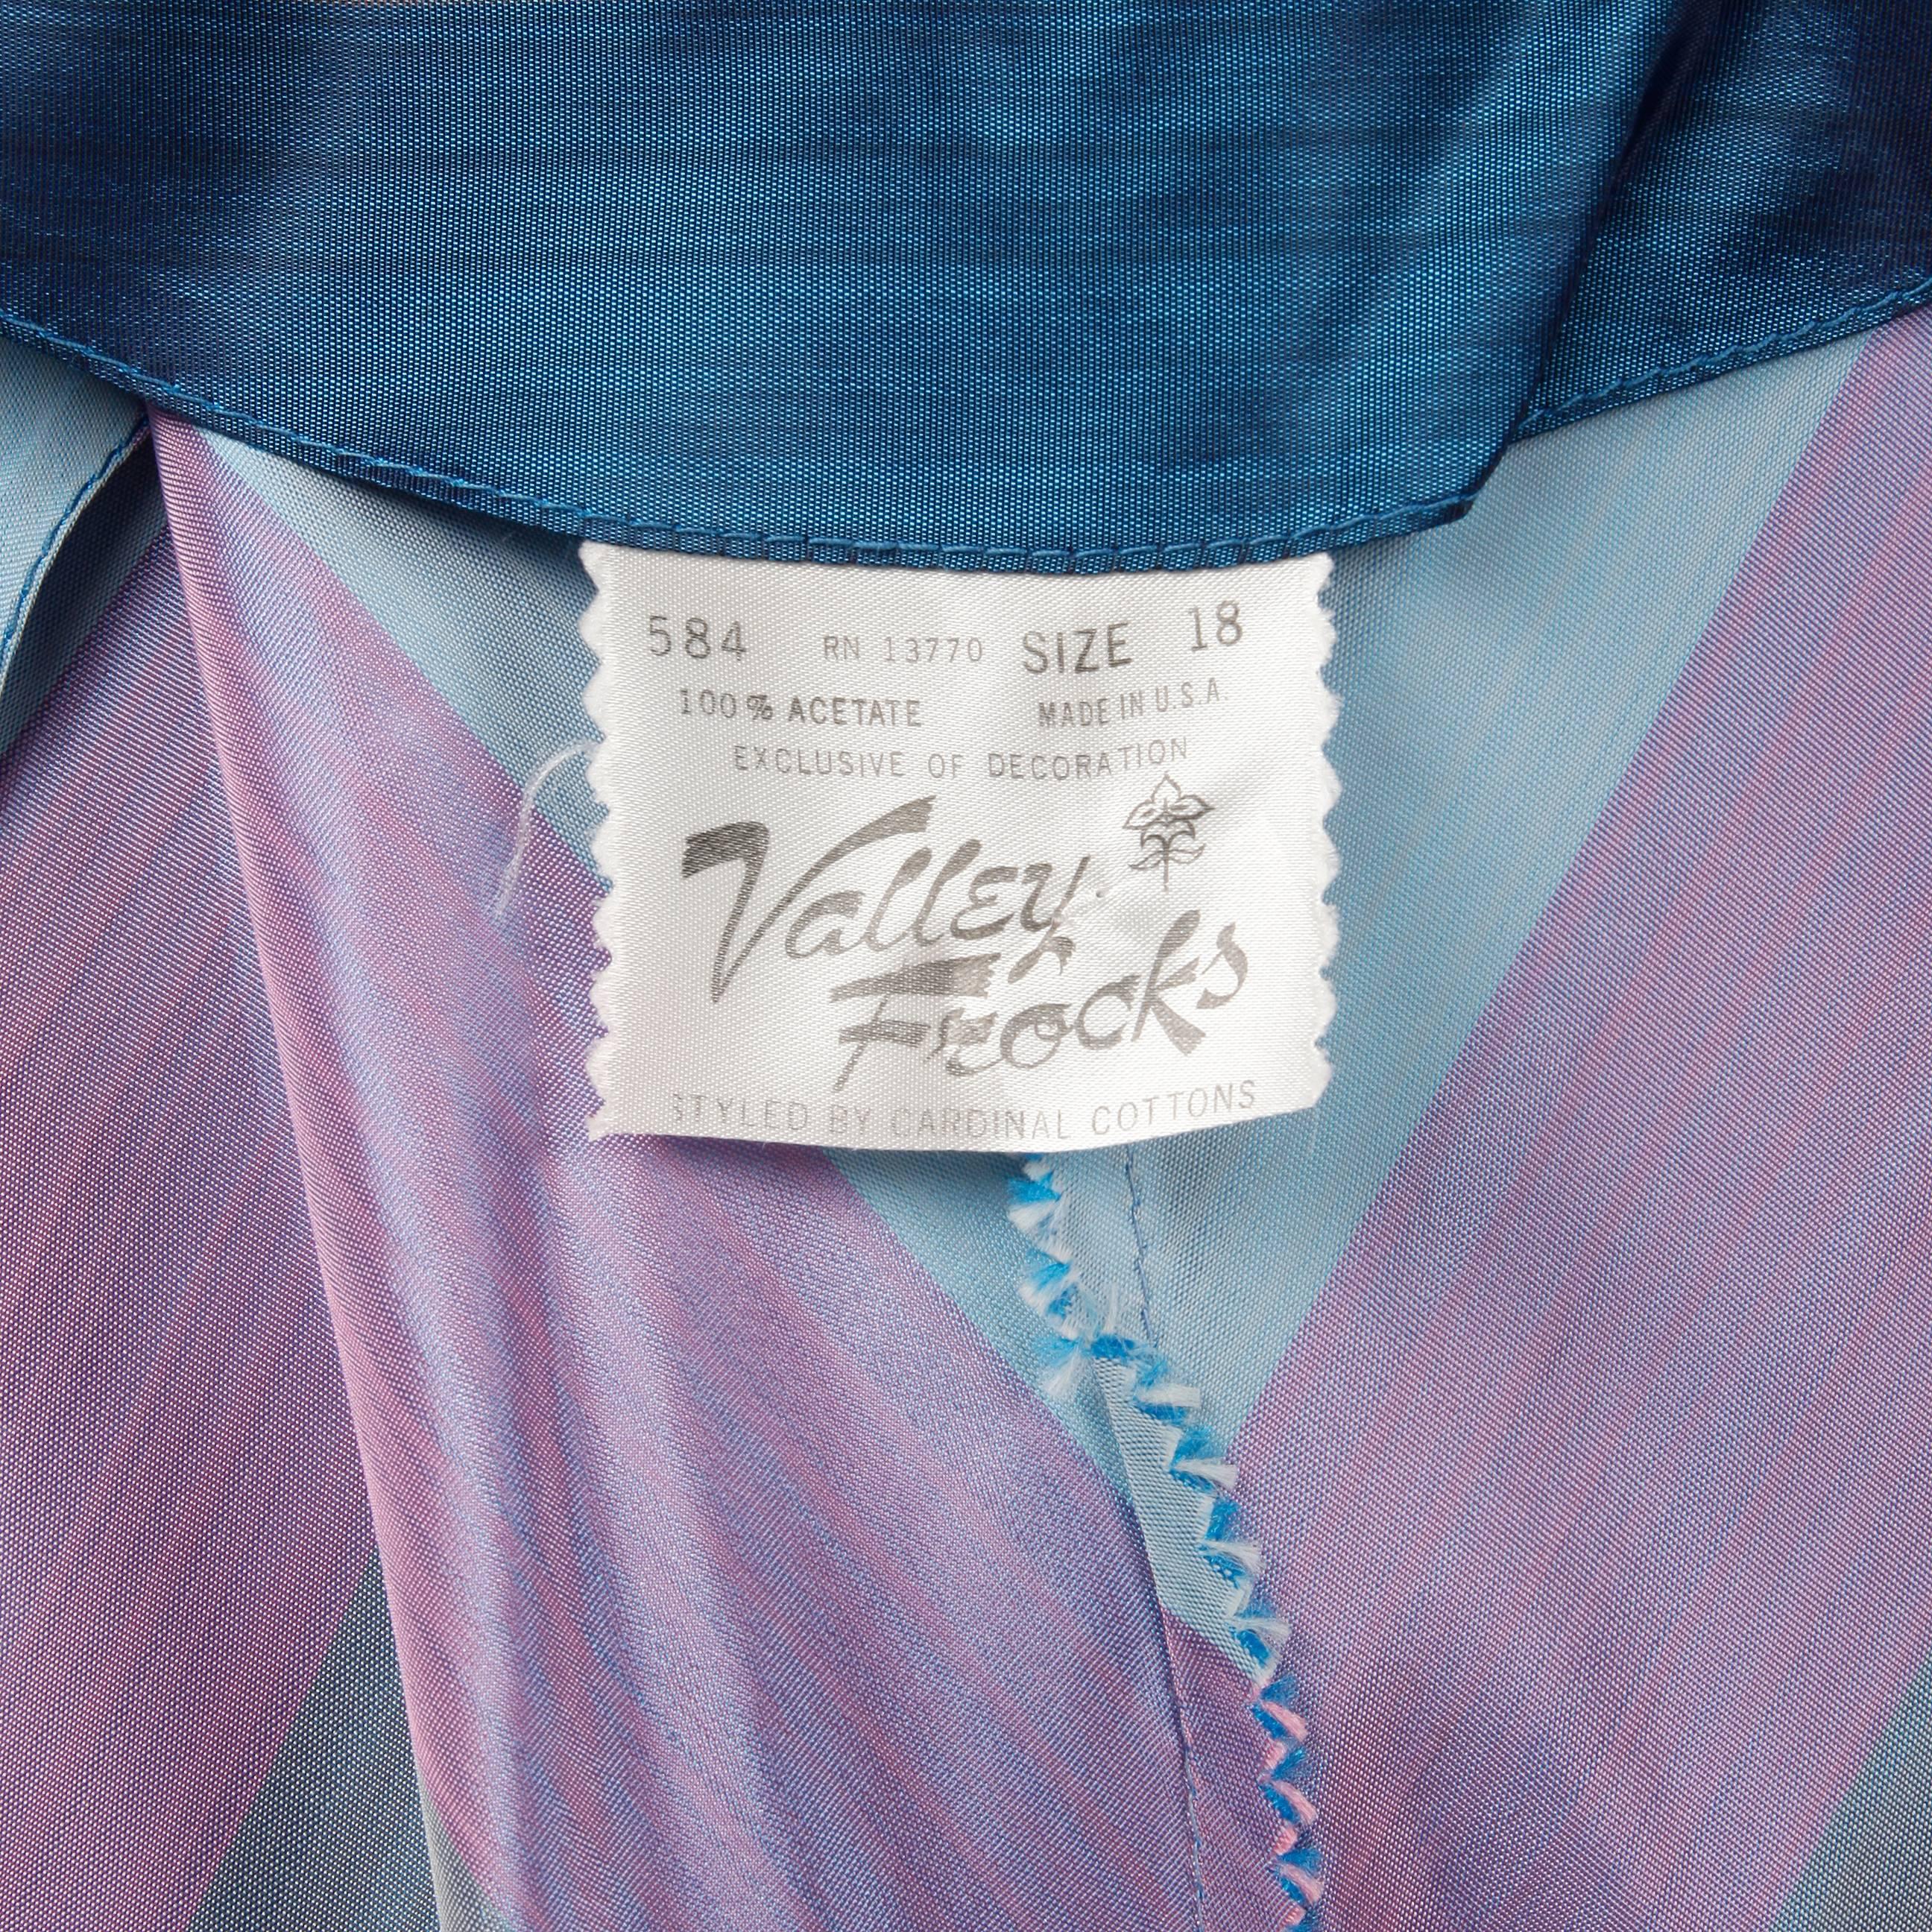 584 RN 13770 SIZE 18
100% ACETATE MADE IN U.S.A.
EXCLUSIVE OF DECORATION
Valley
Frocks
STYLED BY CARDINAL COTTONS